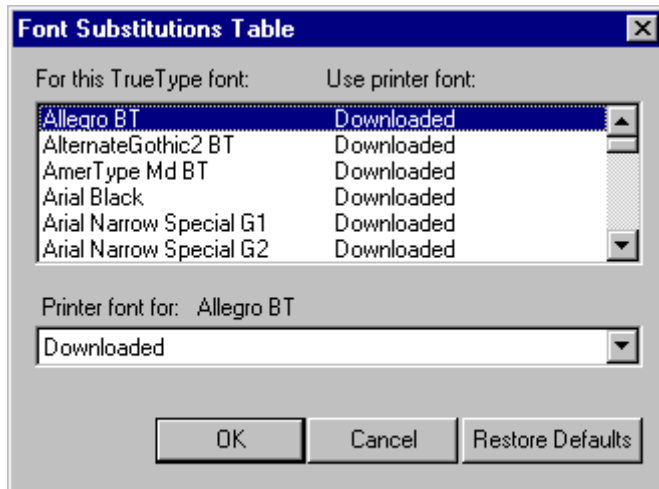 Font Substitutions Table
For this TrueType font: Use printer font:
Allegro BT Downloaded
AlternateGothic2 BT Downloaded
AmerType Md BT Downloaded
Arial Black Downloaded
Arial Narrow Special G1 Downloaded
Arial Narrow Special G2 Downloaded
Printer font for: Allegro BT
Downloaded
OK Cancel Restore Defaults